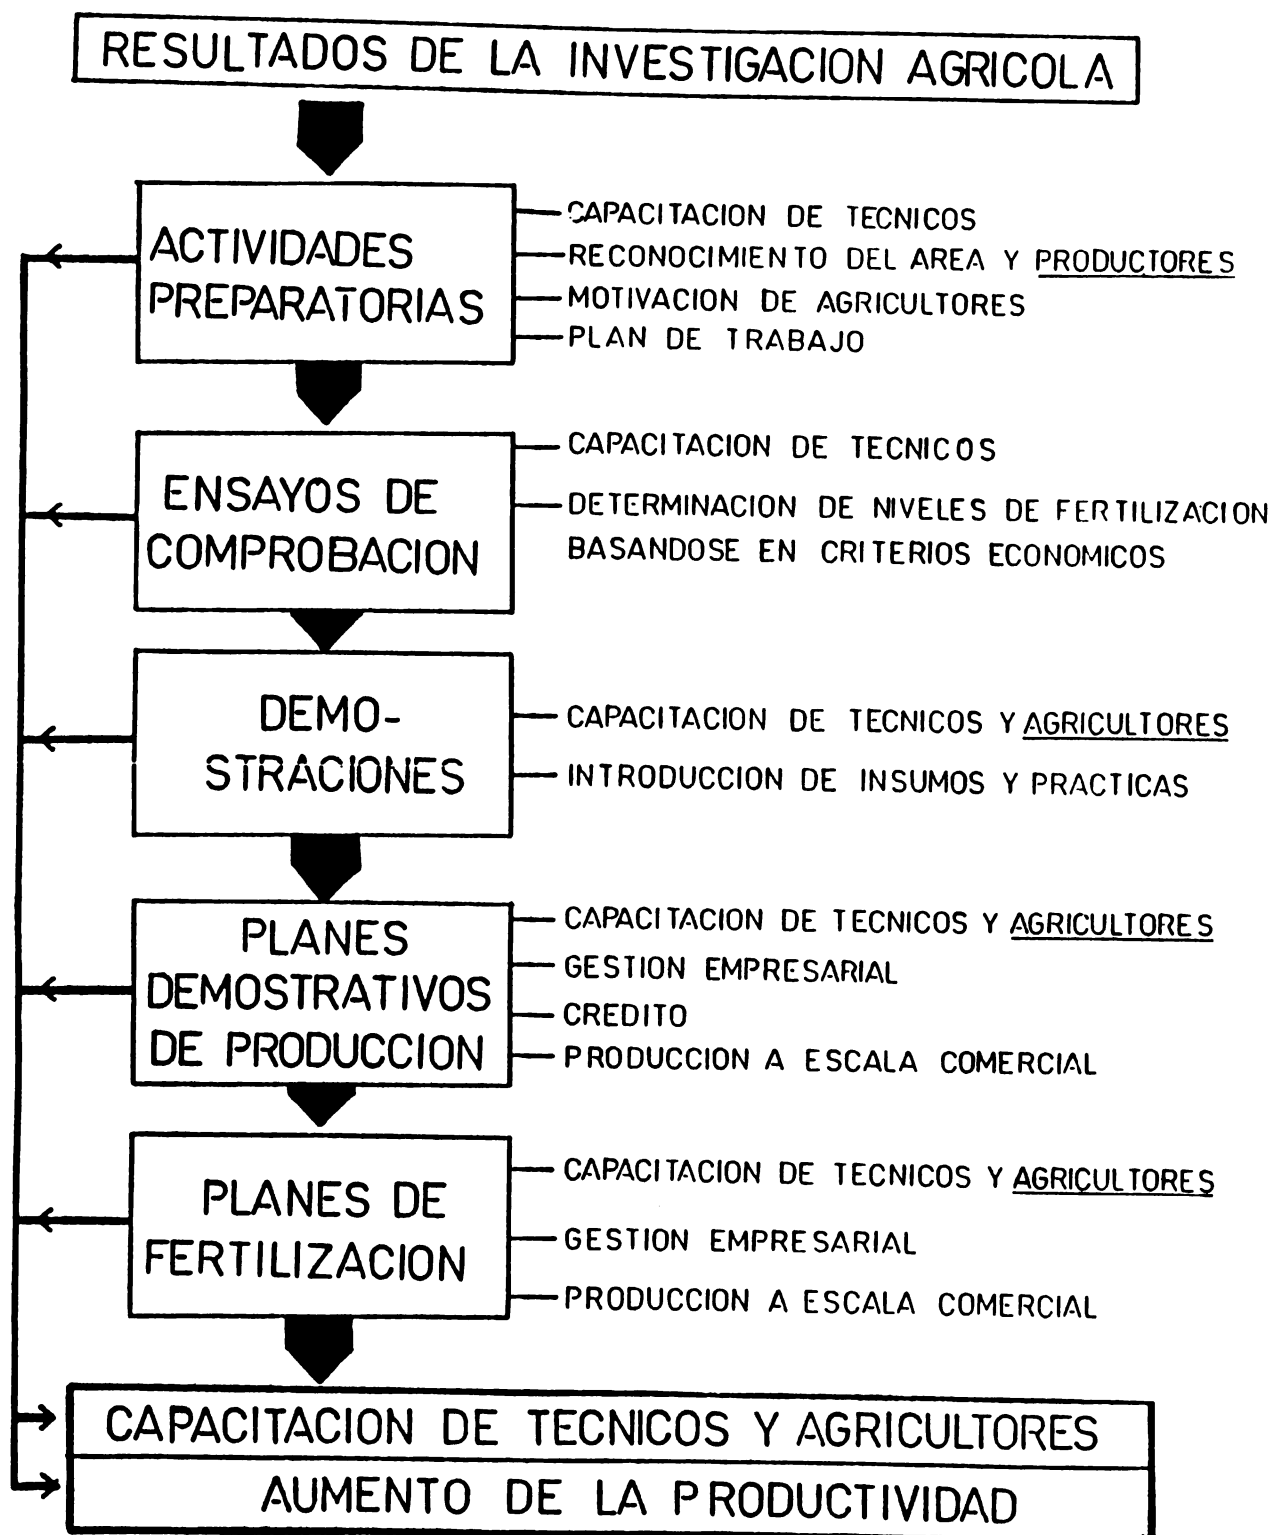 RESULTADOS DE LA INVESTIGACION AGRICOLA
ACTIVIDADES
PREPARATORIAS
CAPACITACION DE TECNICOS
RECONOCIMIENTO DEL AREA Y PRODUCTORES
MOTIVACION DE AGRICULTORES
PLAN DE TRABAJO
ENSAYOS DE
COMPROBACION
CAPACITACION DE TECNICOS
DETERMINACION DE NIVELES DE FERTILIZACION
BASANDOSE EN CRITERIOS ECONOMICOS
DEMO-
STRACIONES
CAPACITACION DE TECNICOS Y AGRICULTORES
INTRODUCCION DE INSUMOS Y PRACTICAS
PLANES
DEMOSTRATIVOS
DE PRODUCCION
CAPACITACION DE TECNICOS Y AGRICULTORES
GESTION EMPRESARIAL
CREDITO
PRODUCCION A ESCALA COMERCIAL
PLANES DE
FERTILIZACION
CAPACITACION DE TECNICOS Y AGRICULTORES
GESTION EMPRESARIAL
PRODUCCION A ESCALA COMERCIAL
CAPACITACION DE TECNICOS Y AGRICULTORES
AUMENTO DE LA PRODUCTIVIDAD